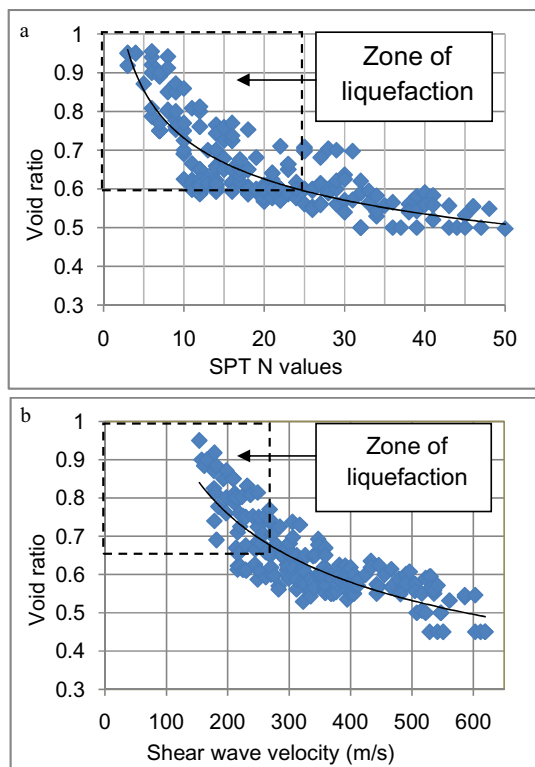 a
1
0.9
0.8
0.7
0.6
0.5
0.4
0.3
Void ratio
Zone of
liquefaction
0 10 20 30 40 50
SPT N values
b
1
0.9
0.8
0.7
0.6
0.5
0.4
0.3
Void ratio
Zone of
liquefaction
0 100 200 300 400 500 600
Shear wave velocity (m/s)